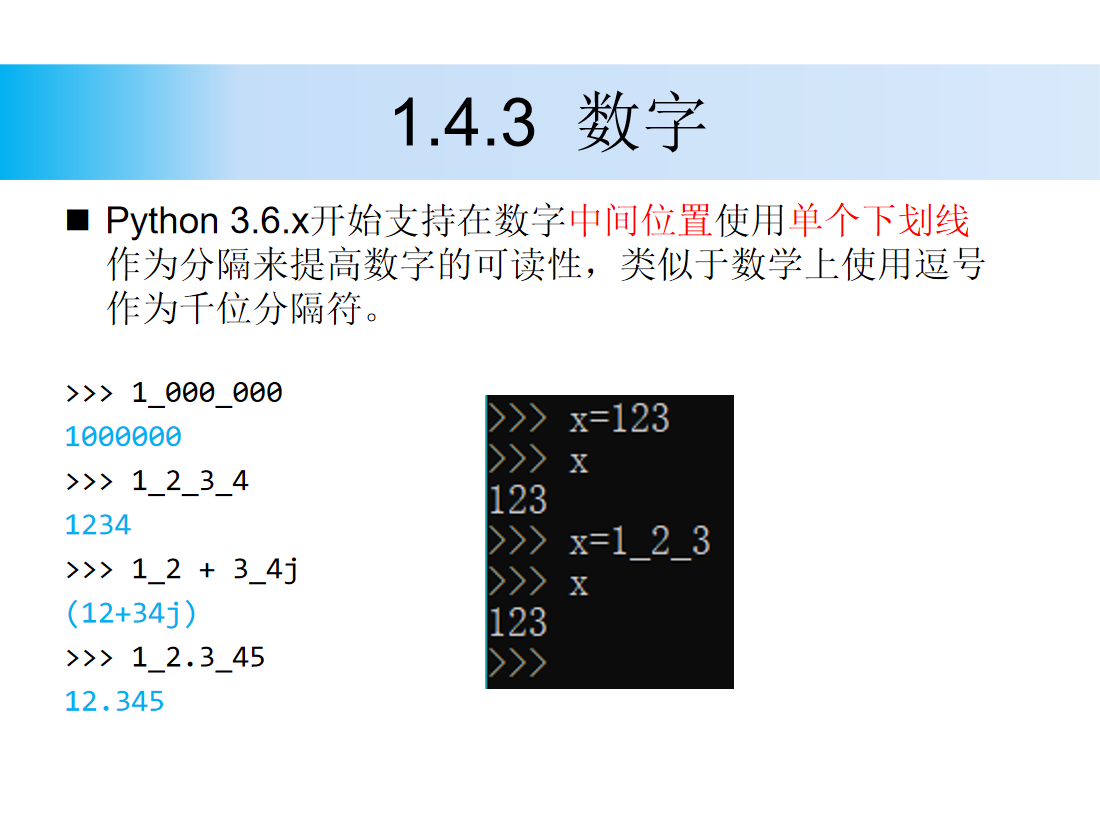 1.4.3 数字
■ Python 3.6.x开始支持在数字中间位置使用单个下划线
作为分隔来提高数字的可读性，类似于数学上使用逗号
作为千位分隔符。
>>> 1_000_000
1000000
>>> 1_2_3_4
1234
>>> 1_2 + 3_4j
(12+34j)
>>> 1_2.3_45
12.345
>>> x=123
>>> x
123
>>> x=1_2_3
>>> x
123
>>>